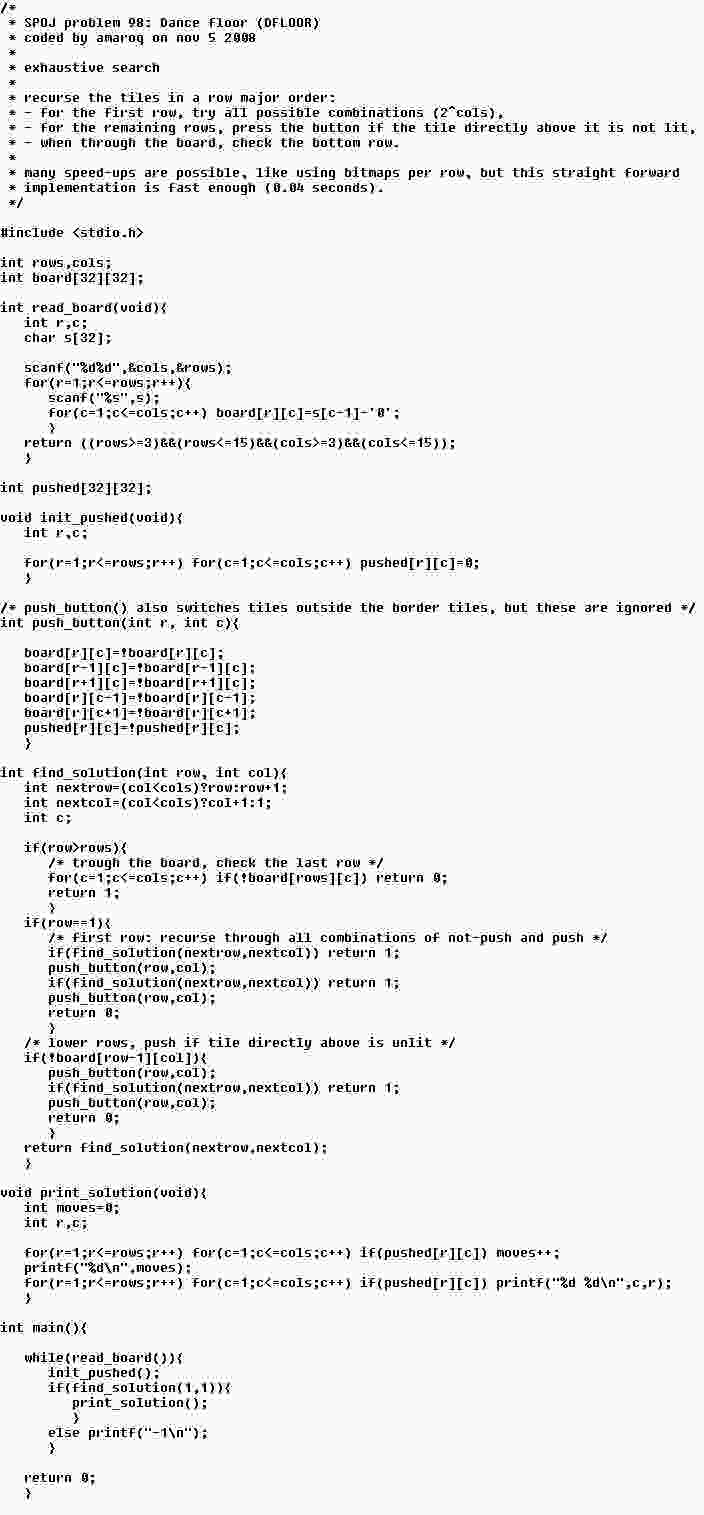 /*
 * SPOJ problem 98: Dance floor (DFLOOR)
 * coded by amaroq on nov 5 2008
 *
 * exhaustive search
 *
 * recurse the tiles in a row major order:
 * - for the first row, try all possible combinations (2^cols),
 * - for the remaining rows, press the button if the tile directly above it is not lit,
 * - when through the board, check the bottom row.
 *
 * many speed-ups are possible, like using bitmaps per row, but this straight forward
 * implementation is fast enough (0.04 seconds).
 */

#include <stdio.h>

int rows,cols;
int board[32][32];

int read_board(void){
   int r,c;
   char s[32];

   scanf("%d%d",&cols,&rows);
   for(r=1;r<=rows;r++){
      scanf("%s",s);
      for(c=1;c<=cols;c++) board[r][c]=s[c-1]-'0';
      }
   return ((rows>=3)&&(rows<=15)&&(cols>=3)&&(cols<=15));
   }

int pushed[32][32];

void init_pushed(void){
   int r,c;

   for(r=1;r<=rows;r++) for(c=1;c<=cols;c++) pushed[r][c]=0;
   }

/* push_button() also switches tiles outside the border tiles, but these are ignored */
int push_button(int r, int c){

   board[r][c]=!board[r][c];
   board[r-1][c]=!board[r-1][c];
   board[r+1][c]=!board[r+1][c];
   board[r][c-1]=!board[r][c-1];
   board[r][c+1]=!board[r][c+1];
   pushed[r][c]=!pushed[r][c];
   }

int find_solution(int row, int col){
   int nextrow=(col<cols)?row:row+1;
   int nextcol=(col<cols)?col+1:1;
   int c;

   if(row>rows){
      /* trough the board, check the last row */
      for(c=1;c<=cols;c++) if(!board[rows][c]) return 0;
      return 1;
      }
   if(row==1){
      /* first row: recurse through all combinations of not-push and push */
      if(find_solution(nextrow,nextcol)) return 1;
      push_button(row,col);
      if(find_solution(nextrow,nextcol)) return 1;
      push_button(row,col);
      return 0;
      }
   /* lower rows, push if tile directly above is unlit */
   if(!board[row-1][col]){
      push_button(row,col);
      if(find_solution(nextrow,nextcol)) return 1;
      push_button(row,col);
      return 0;
      }
   return find_solution(nextrow,nextcol);
   }

void print_solution(void){
   int moves=0;
   int r,c;

   for(r=1;r<=rows;r++) for(c=1;c<=cols;c++) if(pushed[r][c]) moves++;
   printf("%d\n",moves);
   for(r=1;r<=rows;r++) for(c=1;c<=cols;c++) if(pushed[r][c]) printf("%d %d\n",c,r);
   }

int main(){

   while(read_board()){
      init_pushed();
      if(find_solution(1,1)){
         print_solution();
         }
      else printf("-1\n");
      }

   return 0;
   }